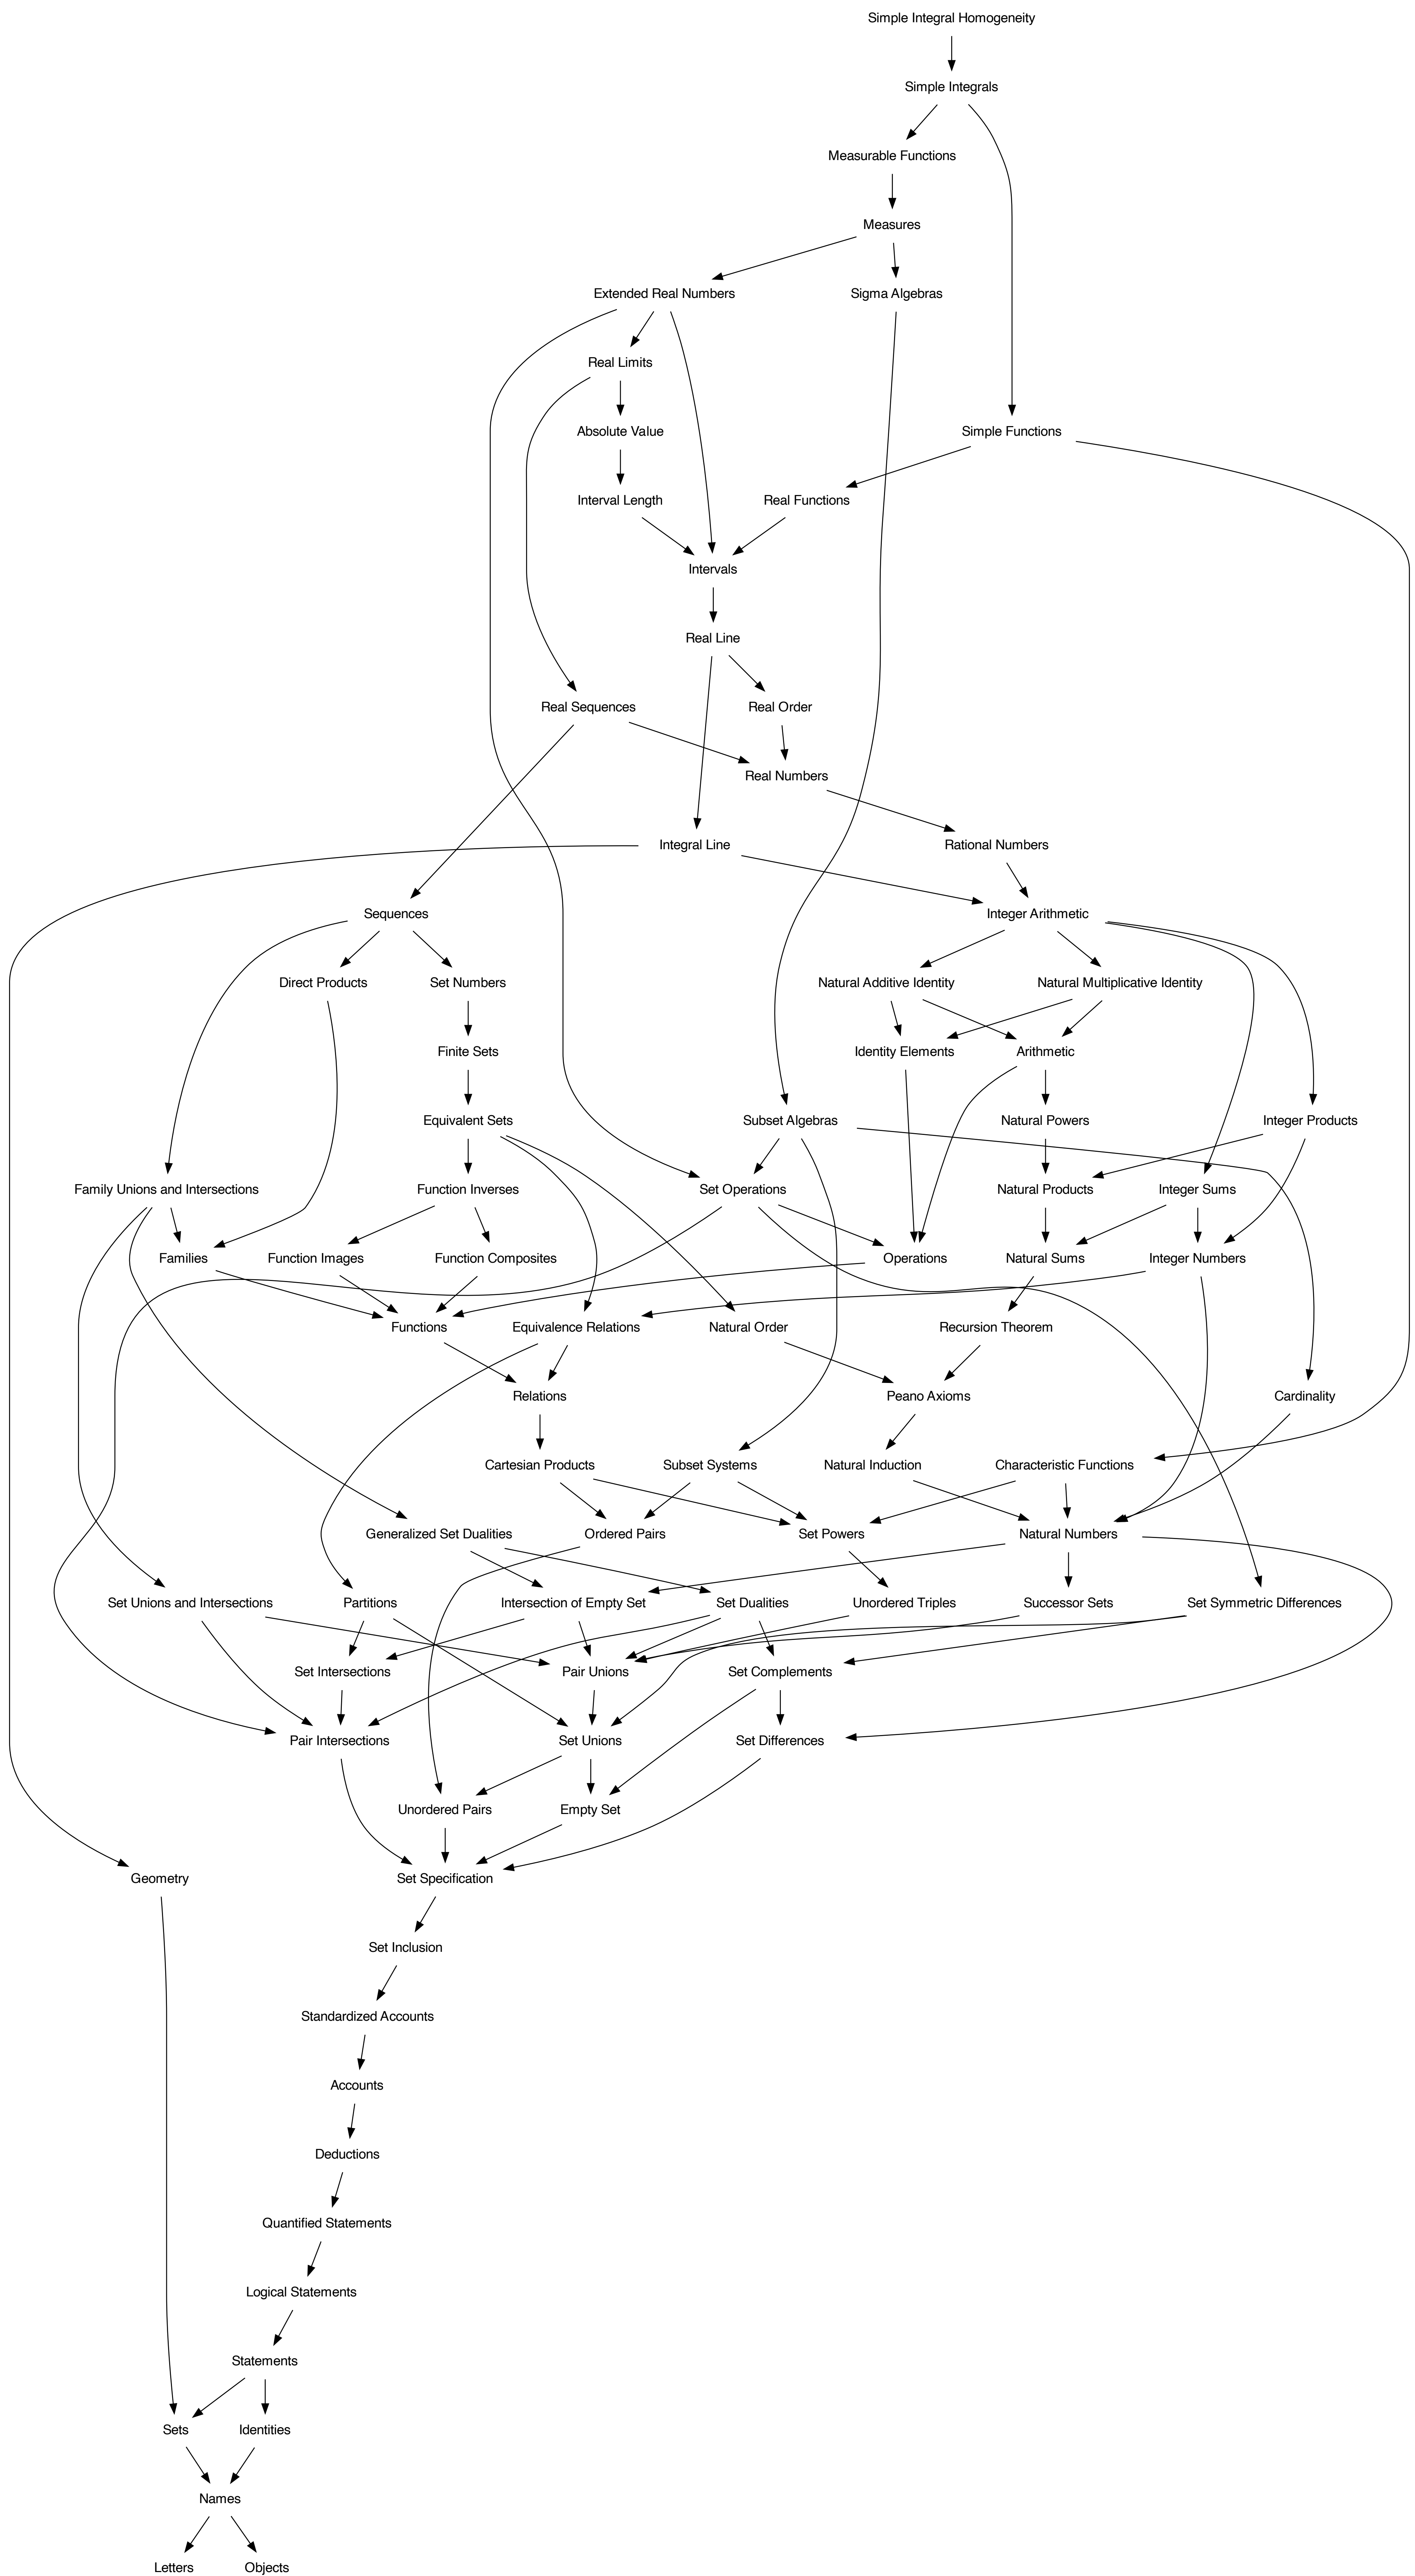 Simple Integral Homogeneity
Simple Integrals
Measurable Functions
Measures
Extended Real Numbers
Sigma Algebras
Real Limits
Absolute Value
Simple Functions
Interval Length
Real Functions
Intervals
Real Line
Real Sequences
Real Order
Real Numbers
Integral Line
Rational Numbers
Sequences
Integer Arithmetic
Direct Products
Set Numbers
Natural Additive Identity
Natural Multiplicative Identity
Finite Sets
Identity Elements
Arithmetic
Equivalent Sets
Subset Algebras
Natural Powers
Integer Products
Family Unions and Intersections
Function Inverses
Set Operations
Natural Products
Integer Sums
Families
Function Images
Function Composites
Operations
Natural Sums
Integer Numbers
Functions
Equivalence Relations
Natural Order
Recursion Theorem
Relations
Peano Axioms
Cardinality
Cartesian Products
Subset Systems
Natural Induction
Characteristic Functions
Generalized Set Dualities
Ordered Pairs
Set Powers
Natural Numbers
Set Unions and Intersections
Partitions
Intersection of Empty Set
Set Dualities
Unordered Triples
Successor Sets
Set Symmetric Differences
Set Intersections
Pair Unions
Set Complements
Pair Intersections
Set Unions
Set Differences
Unordered Pairs
Empty Set
Geometry
Set Specification
Set Inclusion
Standardized Accounts
Accounts
Deductions
Quantified Statements
Logical Statements
Statements
Sets
Identities
Names
Letters
Objects